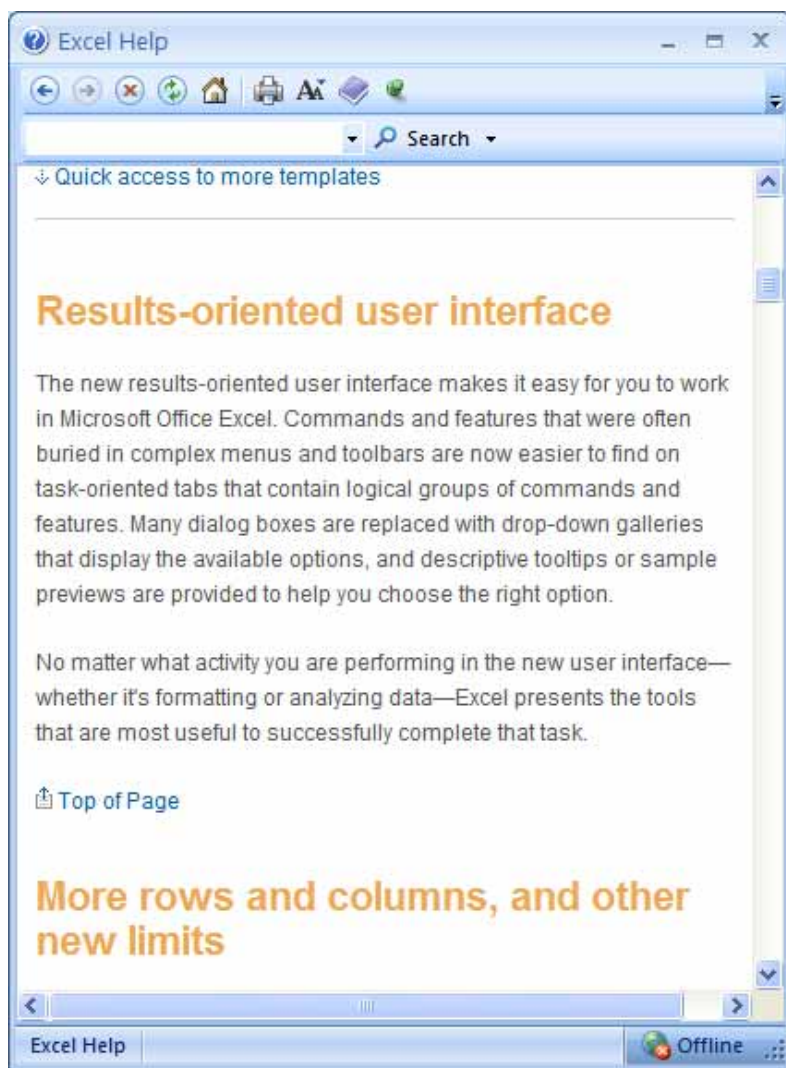 Excel Help
Search
Quick access to more templates
Results-oriented user interface
The new results-oriented user interface makes it easy for you to work
in Microsoft Office Excel. Commands and features that were often
buried in complex menus and toolbars are now easier to find on
task-oriented tabs that contain logical groups of commands and
features. Many dialog boxes are replaced with drop-down galleries
that display the available options, and descriptive tooltips or sample
previews are provided to help you choose the right option.
No matter what activity you are performing in the new user interface—
whether it's formatting or analyzing data—Excel presents the tools
that are most useful to successfully complete that task.
Top of Page
More rows and columns, and other
new limits
Excel Help
Offline